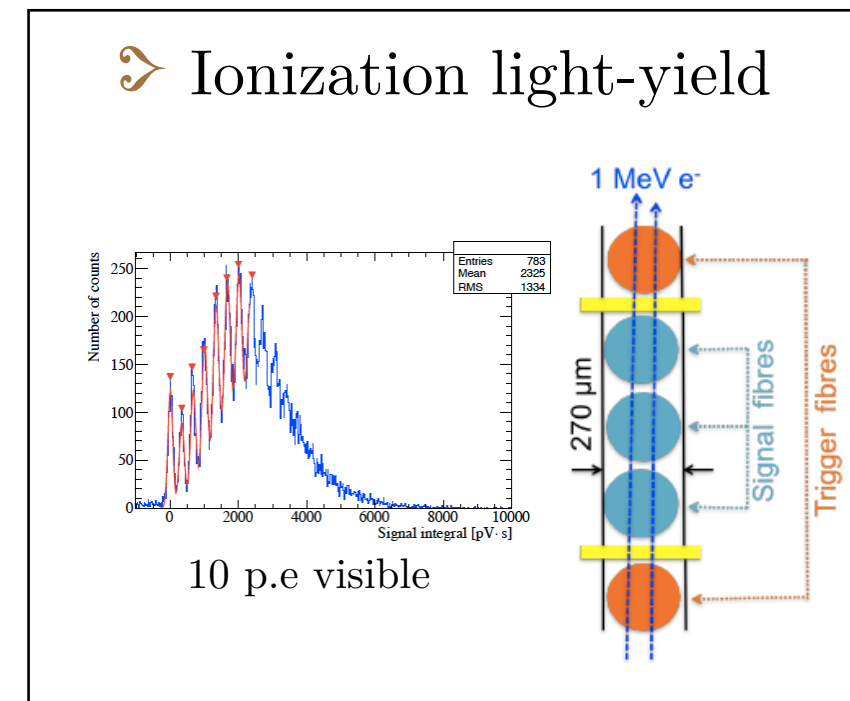 Ionization light-yield
1 MeV e-
Number of counts
250
200
150
100
50
0
Entries 783
Mean 2325
RMS 1334
0 2000 4000 6000 8000 10000
Signal integral [pV· s]
10 p.e visible
270 µm
Signal fibres
Trigger fibres